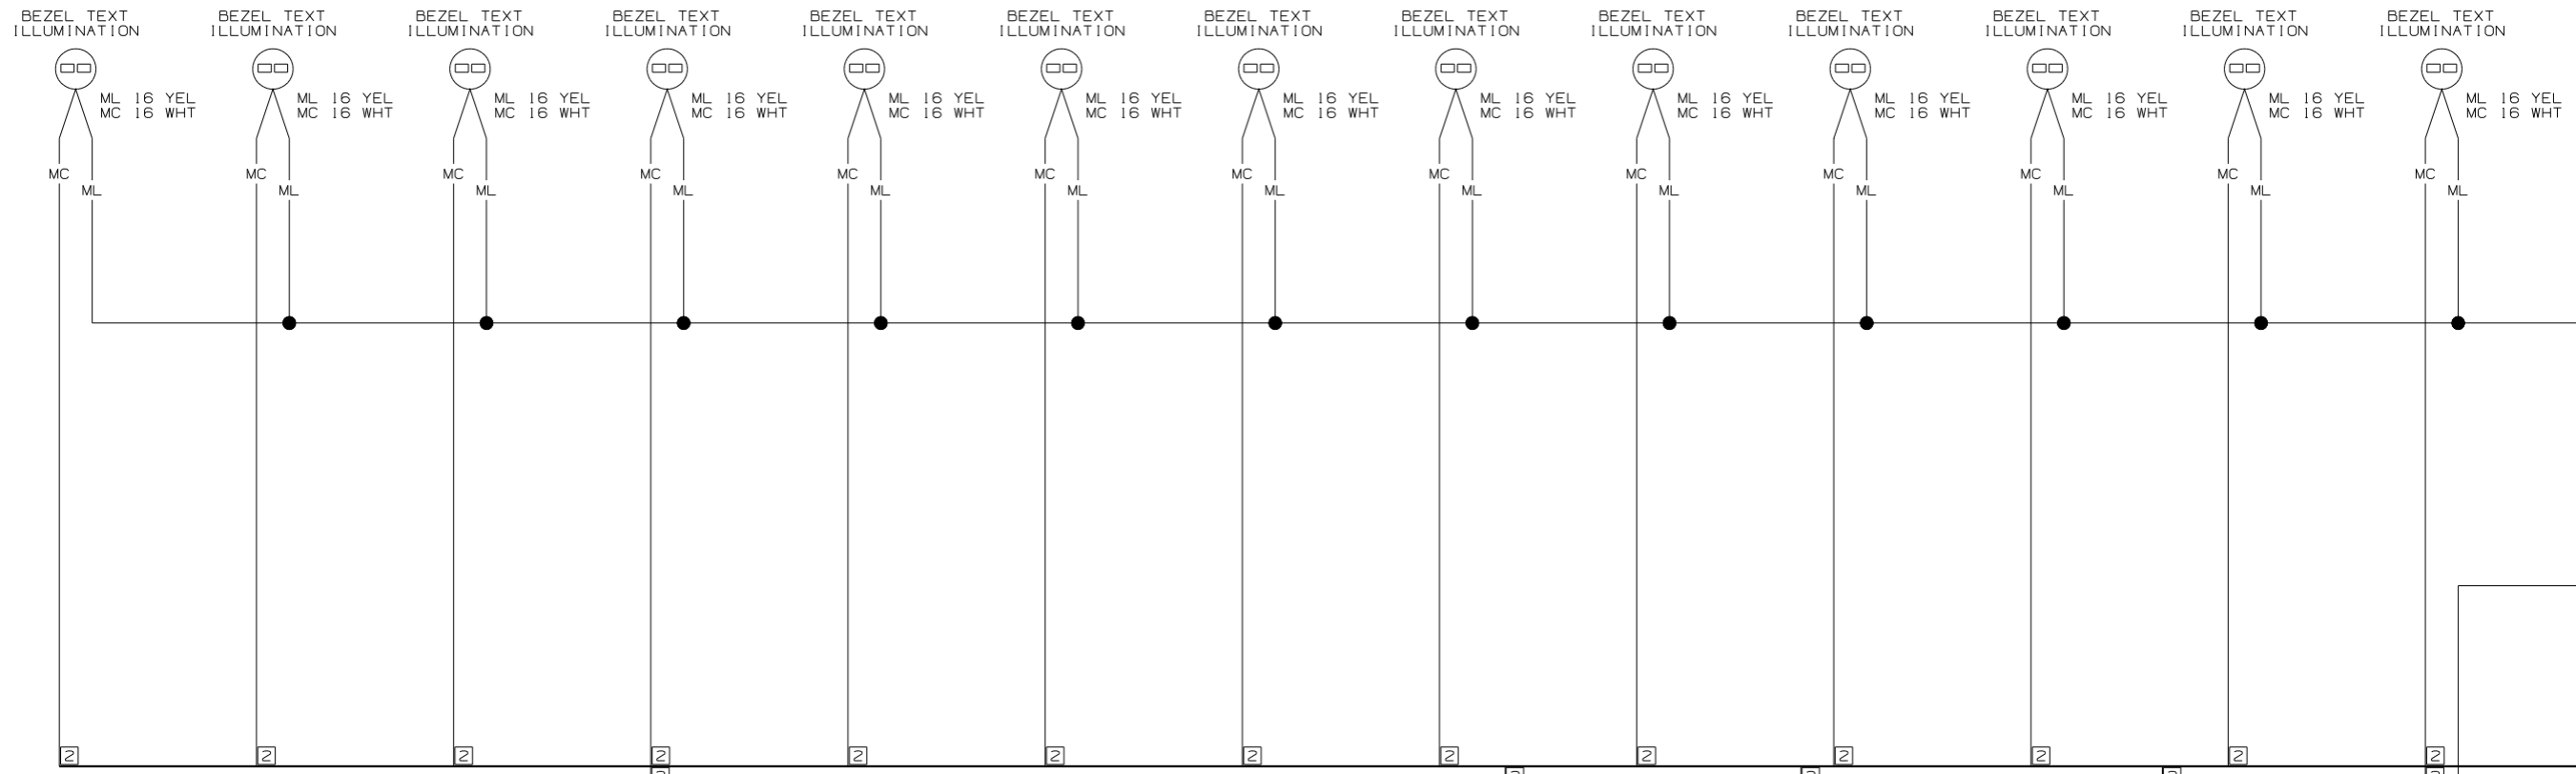 BEZEL TEXT BEZEL TEXT BEZEL TEXT BEZEL TEXT BEZEL TEXT BEZEL TEXT BEZEL TEXT BEZEL TEXT BEZEL TEXT BEZEL TEXT BEZEL TEXT BEZEL TEXT BEZEL TEXT
ILLUMINATION ILLUMINATION ILLUMINATION ILLUMINATION ILLUMINATION ILLUMINATION ILLUMINATION ILLUMINATION ILLUMINATION ILLUMINATION ILLUMINATION ILLUMINATION ILLUMINATION
ML 16 YEL ML 16 YEL ML 16 YEL ML 16 YEL ML 16 YEL ML 16 YEL ML 16 YEL ML 16 YEL ML 16 YEL ML 16 YEL ML 16 YEL ML 16 YEL ML 16 YEL
MC 16 WHT MC 16 WHT MC 16 WHT MC 16 WHT MC 16 WHT MC 16 WHT MC 16 WHT MC 16 WHT MC 16 WHT MC 16 WHT MC 16 WHT MC 16 WHT MC 16 WHT
MC MC MC MC MC MC MC MC MC MC MC MC MC
ML ML ML ML ML ML ML ML ML ML ML ML ML
2 2 2 2 2 2 2 2 2 2 2 2 2